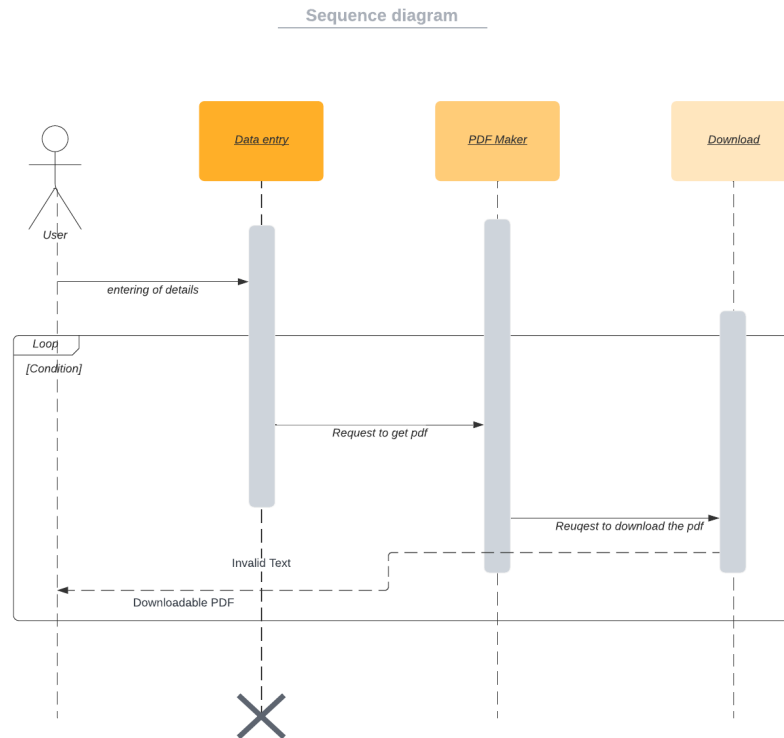 Sequence diagram
Data entry
PDF Maker
Download
User
entering of details
Loop
[Condition]
Request to get pdf
Reuqest to download the pdf
Invalid Text
Downloadable PDF